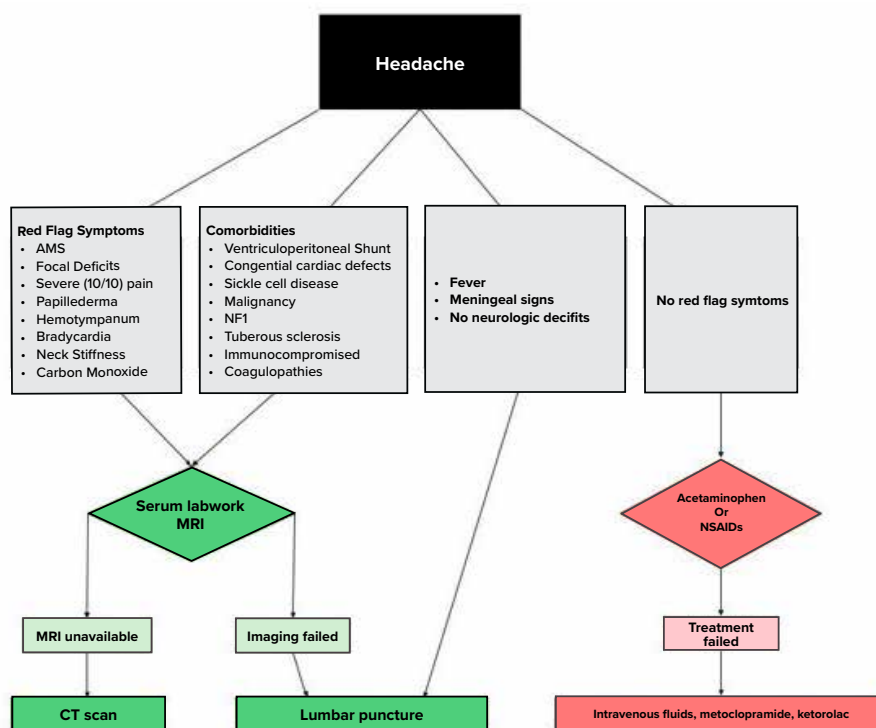 Headache
Red Flag Symptoms
• AMS
• Focal Deficits
• Severe (10/10) pain
• Papillederma
• Hemotympanum
• Bradycardia
• Neck Stiffness
• Carbon Monoxide
Comorbidities
• Ventriculoperitoneal Shunt
• Congential cardiac defects
• Sickle cell disease
• Malignancy
• NF1
• Tuberous sclerosis
• Immunocompromised
• Coagulopathies
• Fever
• Meningeal signs
• No neurologic decifits
No red flag symtoms
Serum labwork
MRI
Acetaminophen
Or
NSAIDs
MRI unavailable
Imaging failed
Treatment
failed
CT scan
Lumbar puncture
Intravenous fluids, metoclopramide, ketorolac